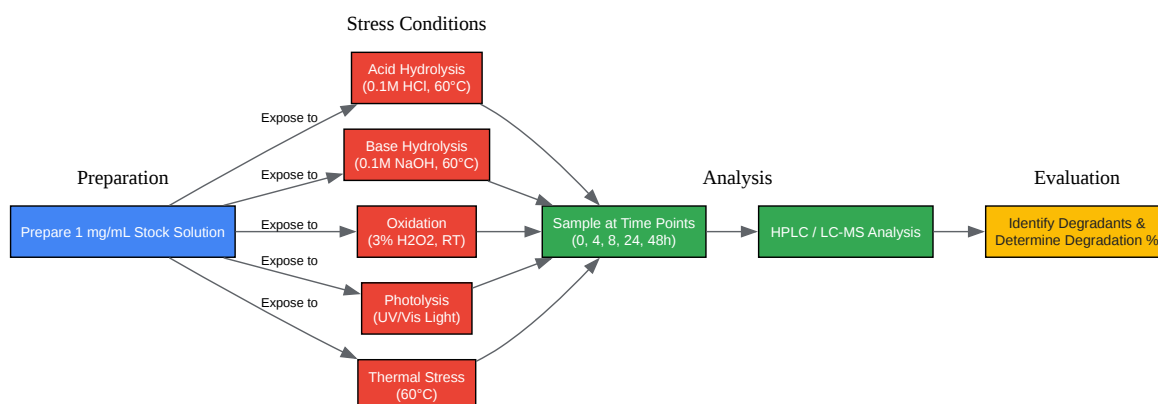 Stress Conditions
Acid Hydrolysis
(0.1M HCl, 60°C)
Expose to
Base Hydrolysis
(0.1M NaOH, 60°C)
Expose to
Preparation
Analysis
Evaluation
Prepare 1 mg/mL Stock Solution
Expose to
Oxidation
(3% H2O2, RT)
Sample at Time Points
(0, 4, 8, 24, 48h)
HPLC / LC-MS Analysis
Identify Degradants &
Determine Degradation %
Expose to
Photolysis
(UV/Vis Light)
Expose to
Thermal Stress
(60°C)